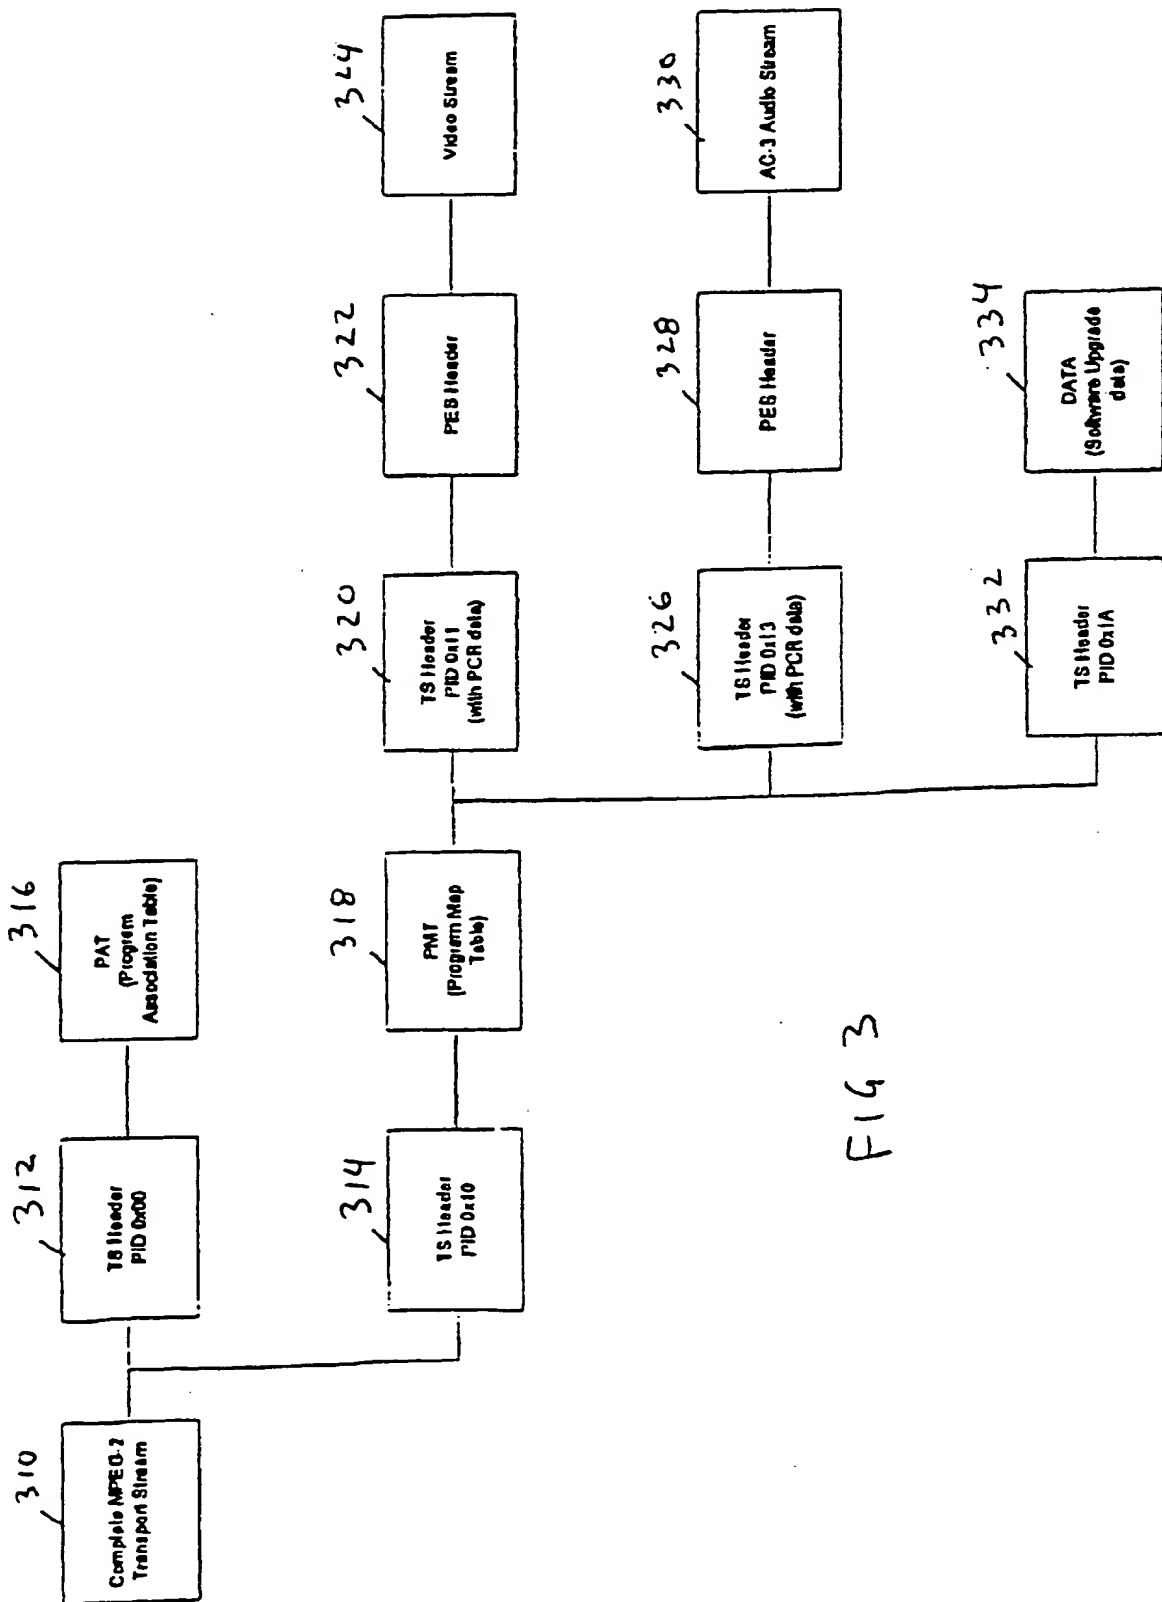 310
Complete MPEG-2
Transport Stream
312
TS Header
PID 0x00
316
PAT
(Program
Association Table)
314
TS Header
PID 0x10
318
PMT
(Program Map
Table)
320
TS Header
PID 0x11
(with PCR data)
322
PES Header
324
Video Stream
326
TS Header
PID 0x13
(with PCR data)
328
PES Header
330
AC-3 Audio Stream
332
TS Header
PID 0x1A
334
DATA
(Software Upgrade
data)
FIG 3